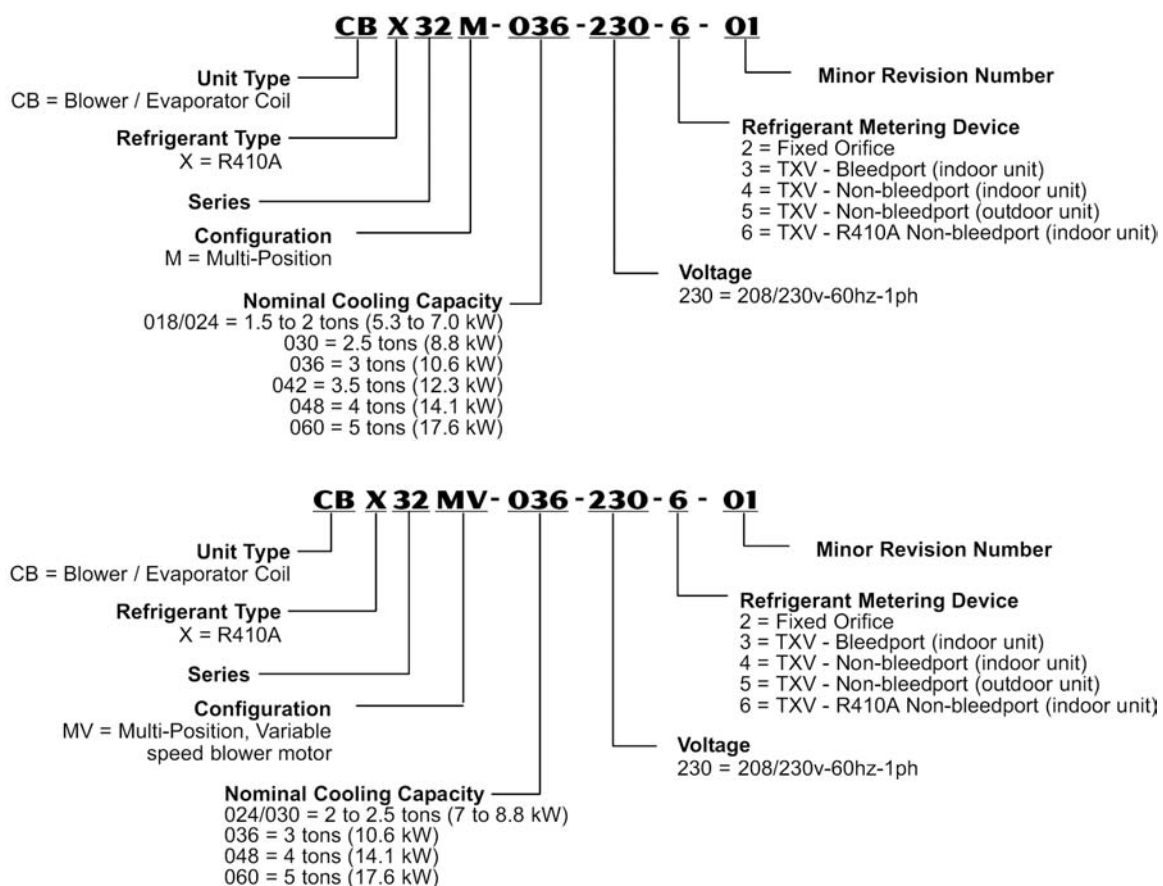 CB X 32 M - 036 - 230 - 6 - 01
Unit Type
CB = Blower / Evaporator Coil
Refrigerant Type
X = R410A
Series
Configuration
M = Multi-Position
Nominal Cooling Capacity
018/024 = 1.5 to 2 tons (5.3 to 7.0 kW)
030 = 2.5 tons (8.8 kW)
036 = 3 tons (10.6 kW)
042 = 3.5 tons (12.3 kW)
048 = 4 tons (14.1 kW)
060 = 5 tons (17.6 kW)
Minor Revision Number
Refrigerant Metering Device
2 = Fixed Orifice
3 = TXV - Bleedport (indoor unit)
4 = TXV - Non-bleedport (indoor unit)
5 = TXV - Non-bleedport (outdoor unit)
6 = TXV - R410A Non-bleedport (indoor unit)
Voltage
230 = 208/230v-60hz-1ph
CB X 32 MV - 036 - 230 - 6 - 01
Unit Type
CB = Blower / Evaporator Coil
Refrigerant Type
X = R410A
Series
Configuration
MV = Multi-Position, Variable
speed blower motor
Nominal Cooling Capacity
024/030 = 2 to 2.5 tons (7 to 8.8 kW)
036 = 3 tons (10.6 kW)
048 = 4 tons (14.1 kW)
060 = 5 tons (17.6 kW)
Minor Revision Number
Refrigerant Metering Device
2 = Fixed Orifice
3 = TXV - Bleedport (indoor unit)
4 = TXV - Non-bleedport (indoor unit)
5 = TXV - Non-bleedport (outdoor unit)
6 = TXV - R410A Non-bleedport (indoor unit)
Voltage
230 = 208/230v-60hz-1ph